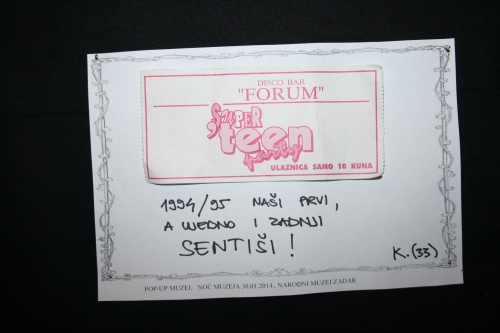 DISCO BAR
"FORUM"
SUPER
teen
party
ULAZNICA SAMO 10 KUNA
1994/95 NAŠI PRVI,
A UJEDNO I ZADNJI
SENTIŠI!
K.(33)
POP-UP MUZEJ, NOĆ MUZEJA 30.01.2014., NARODNI MUZEJ ZADAR